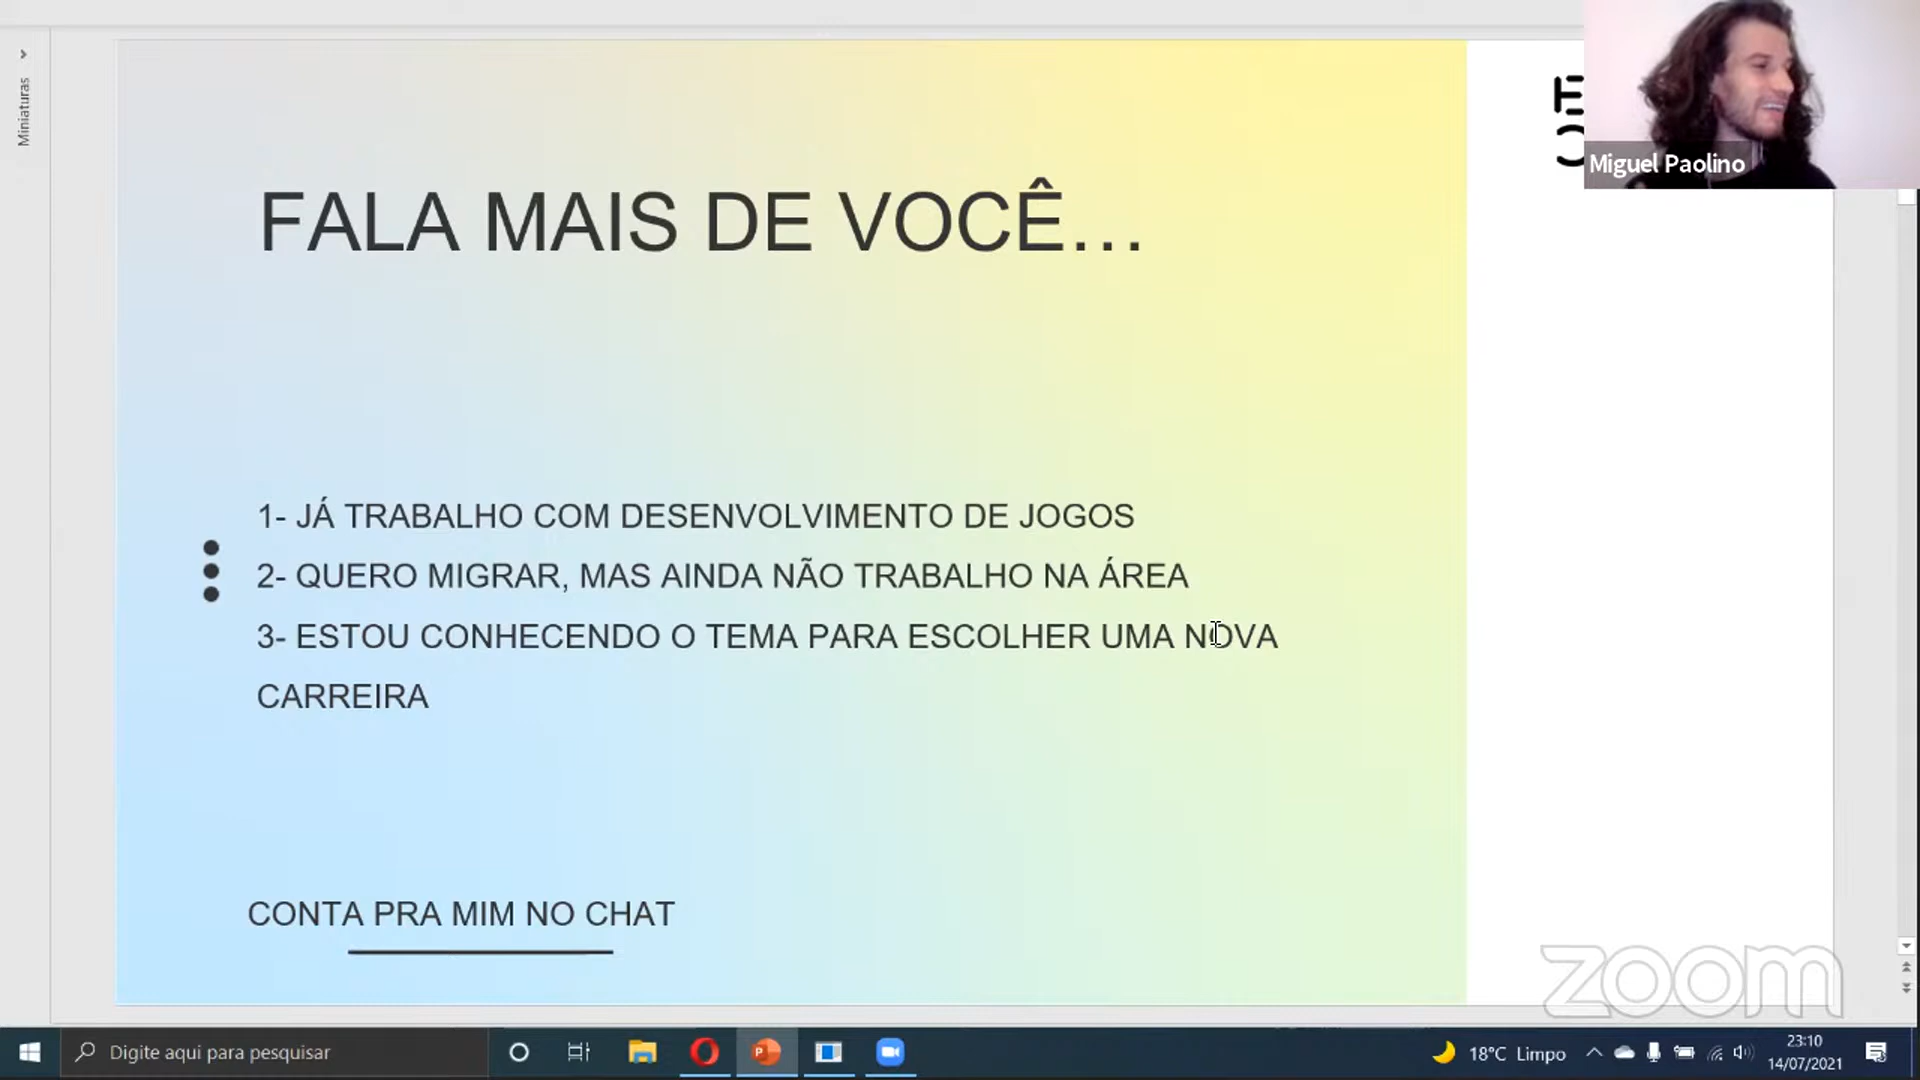 Miniaturas
Miguel Paolino
FALA MAIS DE VOCÊ...
1- JÁ TRABALHO COM DESENVOLVIMENTO DE JOGOS
2- QUERO MIGRAR, MAS AINDA NÃO TRABALHO NA ÁREA
3- ESTOU CONHECENDO O TEMA PARA ESCOLHER UMA NOVA
CARREIRA
CONTA PRA MIM NO CHAT
zoom
Digite aqui para pesquisar
18°C Limpo
23:10
14/07/2021